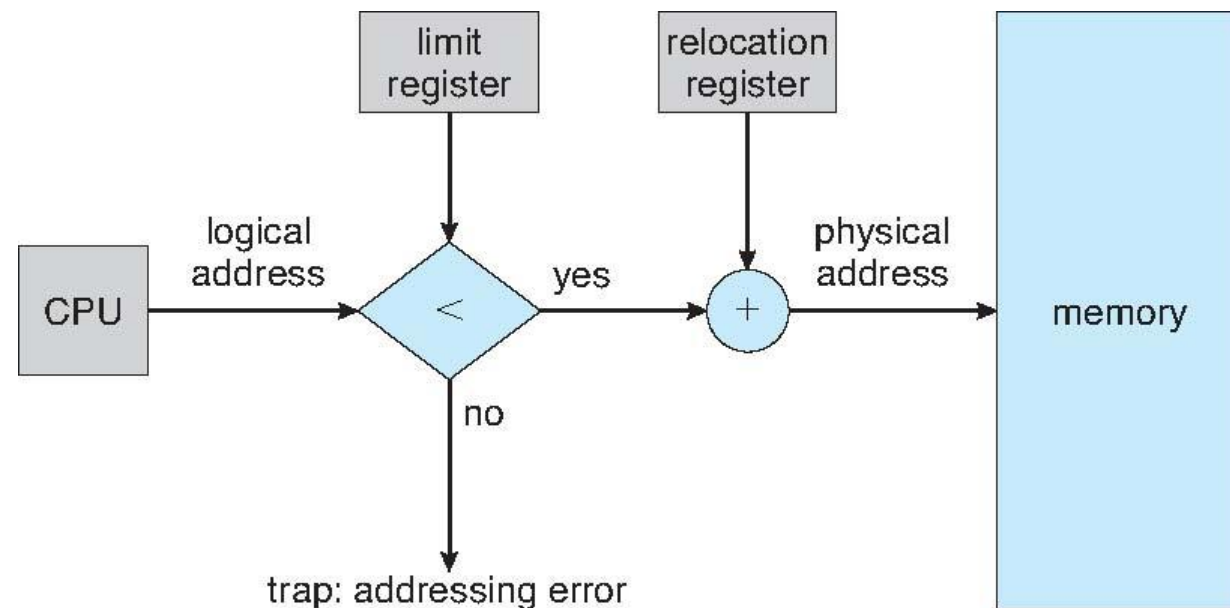 limit
register
relocation
register
logical
address
physical
address
CPU
<
yes
+
memory
no
trap: addressing error